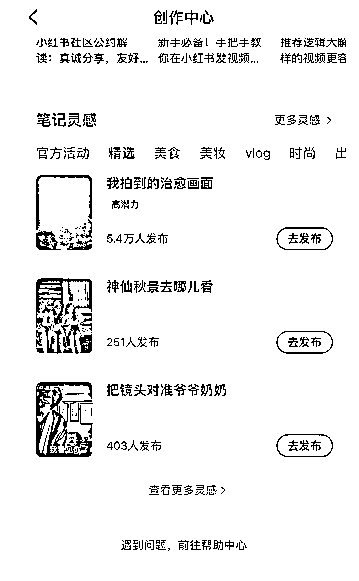 创作中心
小红书社区公约解
读：真诚分享，友好...
新手必备！手把手教
你在小红书发视频...
推荐逻辑大解
样的视频更容
笔记灵感
更多灵感 >
官方活动 精选 美食 美妆 vlog 时尚 出
我拍到的治愈画面
高潜力
5.4万人发布
去发布
神仙秋景去哪儿看
251人发布
去发布
把镜头对准爷爷奶奶
403人发布
去发布
查看更多灵感 >
遇到问题，前往帮助中心